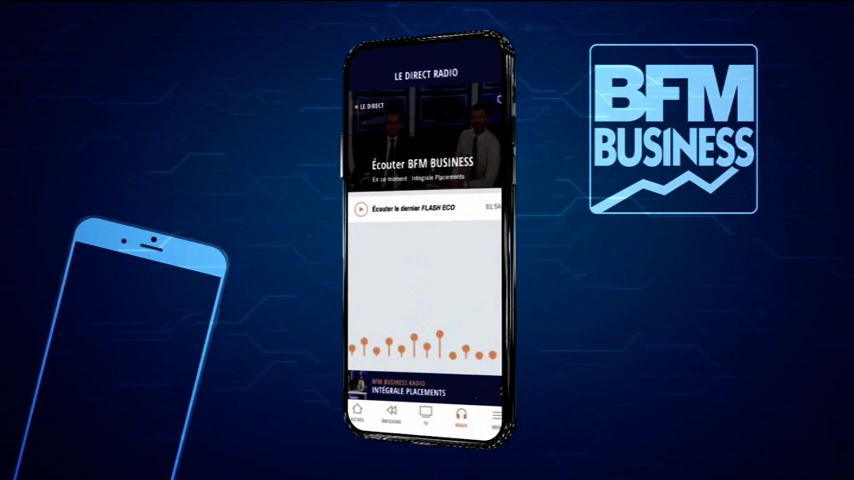 LE DIRECT RADIO
LE DIRECT
Écouter BFM BUSINESS
En ce moment : Intégrale Placements
Écouter le dernier FLASH ECO
01:54
BFM BUSINESS RADIO
INTÉGRALE PLACEMENTS
ACCUEIL
ÉMISSIONS
TV
RADIO
BFM
BUSINESS